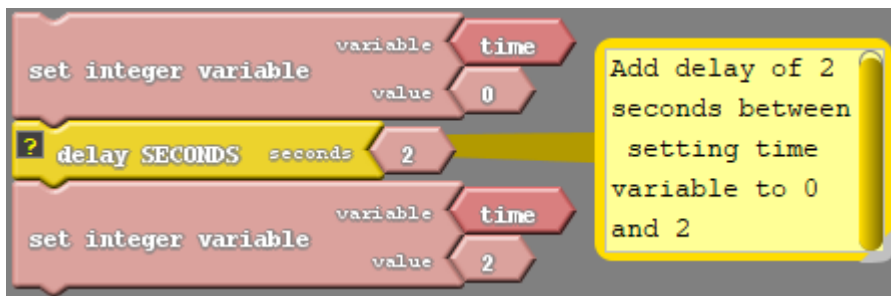 variable time
set integer variable
value 0
? delay SECONDS seconds 2
variable time
set integer variable
value 2
Add delay of 2
seconds between
setting time
variable to 0
and 2